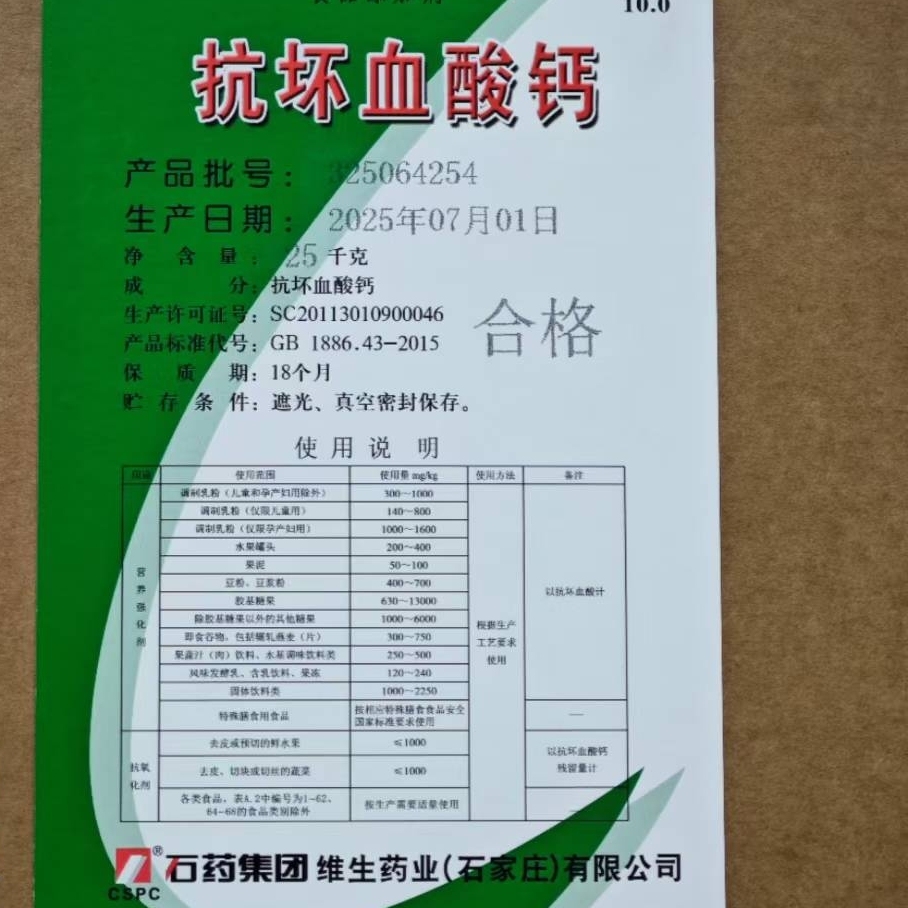 10.0
抗坏血酸钙
产品批号： 325064254
生产日期： 2025年07月01日
净含量： 25 千克
成分：抗坏血酸钙
生产许可证号：SC20113010900046
产品标准代号：GB 1886.43-2015
保质期：18个月
贮存条件：遮光、真空密封保存。
合格
使用说明
用途 使用范围 使用量 mg/kg 使用方法 备注
营养强化剂
调制乳粉（儿童和孕产妇用除外） 300~1000
调制乳粉（仅限儿童用） 140~800
调制乳粉（仅限孕产妇用） 1000~1600
水果罐头 200~400
果泥 50~100
豆粉、豆浆粉 400~700
胶基糖果 630~13000
除胶基糖果以外的其他糖果 1000~6000
即食谷物，包括辗轧燕麦（片） 300~750
果蔬汁（肉）饮料、水基调味饮料类 250~500
风味发酵乳、含乳饮料、果冻 120~240
固体饮料类 1000~2250
特殊膳食用食品 按相应特殊膳食食品安全
国家标准要求使用
根据生产
工艺要求
使用
以抗坏血酸计
—
抗氧
化剂
去皮或预切的鲜水果 ≤1000
去皮、切块或切丝的蔬菜 ≤1000
以抗坏血酸钙
残留量计
各类食品，表A.2中编号为1-62、
64-68的食品类别除外 按生产需要适量使用
CSPC
®
石药集团 维生药业(石家庄)有限公司